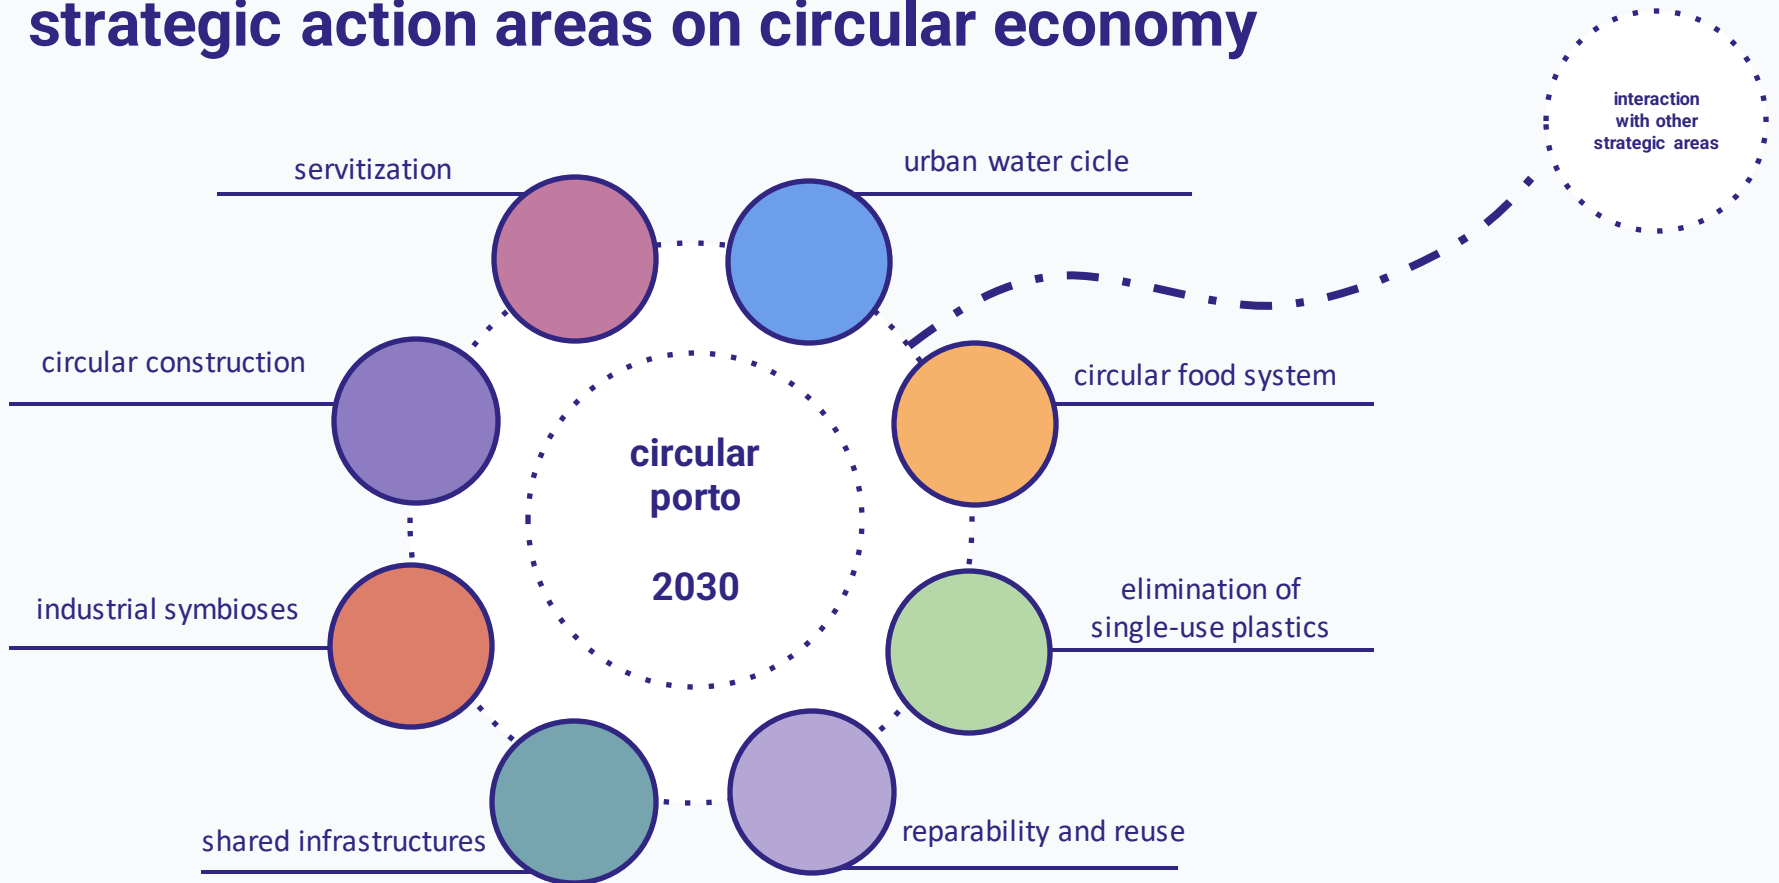 strategic action areas on circular economy
interaction
with other
strategic areas
servitization
urban water cicle
circular construction
circular food system
circular
porto
2030
industrial symbioses
elimination of
single-use plastics
shared infrastructures
reparability and reuse